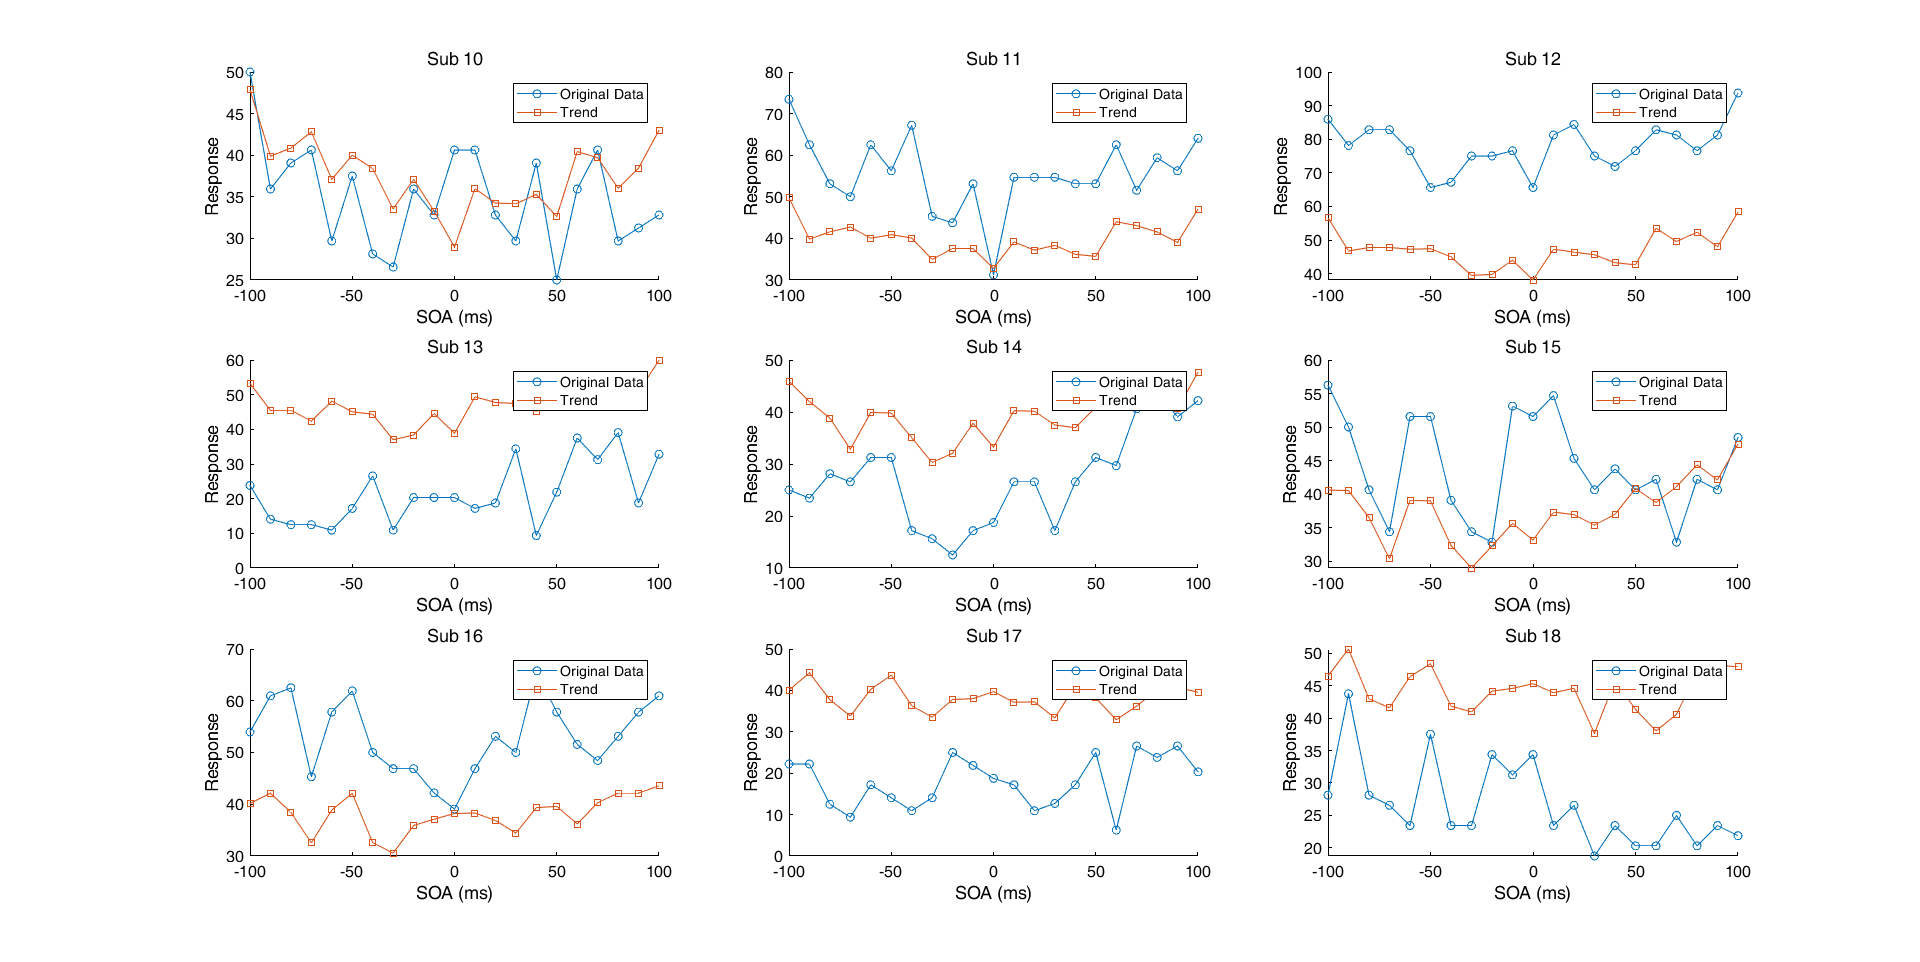 Sub 10
50
45
40
35
30
25
Response
Original Data
Trend
-100 -50 0 50 100
SOA (ms)
Sub 11
80
70
60
50
40
30
Response
Original Data
Trend
-100 -50 0 50 100
SOA (ms)
Sub 12
100
90
80
70
60
50
40
Response
Original Data
Trend
-100 -50 0 50 100
SOA (ms)
Sub 13
60
50
40
30
20
10
0
Response
Original Data
Trend
-100 -50 0 50 100
SOA (ms)
Sub 14
50
40
30
20
10
Response
Original Data
Trend
-100 -50 0 50 100
SOA (ms)
Sub 15
60
55
50
45
40
35
30
Response
Original Data
Trend
-100 -50 0 50 100
SOA (ms)
Sub 16
70
60
50
40
30
Response
Original Data
Trend
-100 -50 0 50 100
SOA (ms)
Sub 17
50
40
30
20
10
0
Response
Original Data
Trend
-100 -50 0 50 100
SOA (ms)
Sub 18
50
45
40
35
30
25
20
Response
Original Data
Trend
-100 -50 0 50 100
SOA (ms)